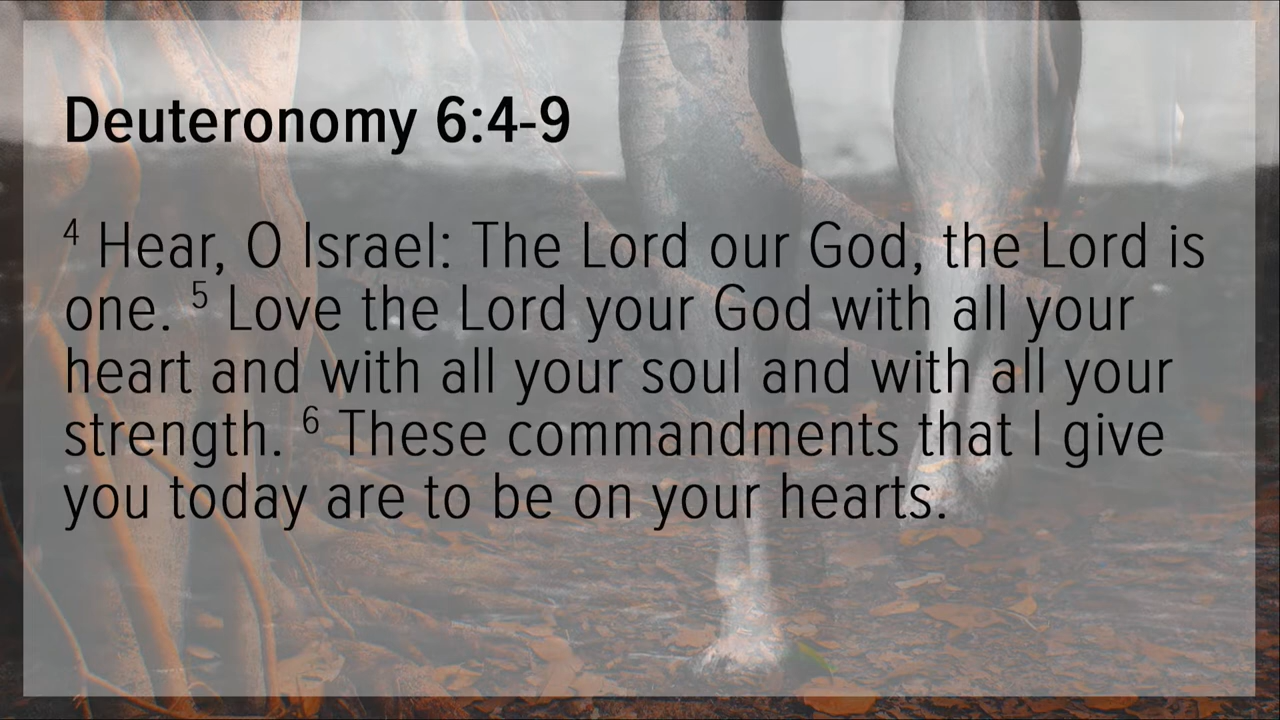 Deuteronomy 6:4-9
4 Hear, O Israel: The Lord our God, the Lord is
one. 5 Love the Lord your God with all your
heart and with all your soul and with all your
strength. 6 These commandments that I give
you today are to be on your hearts.